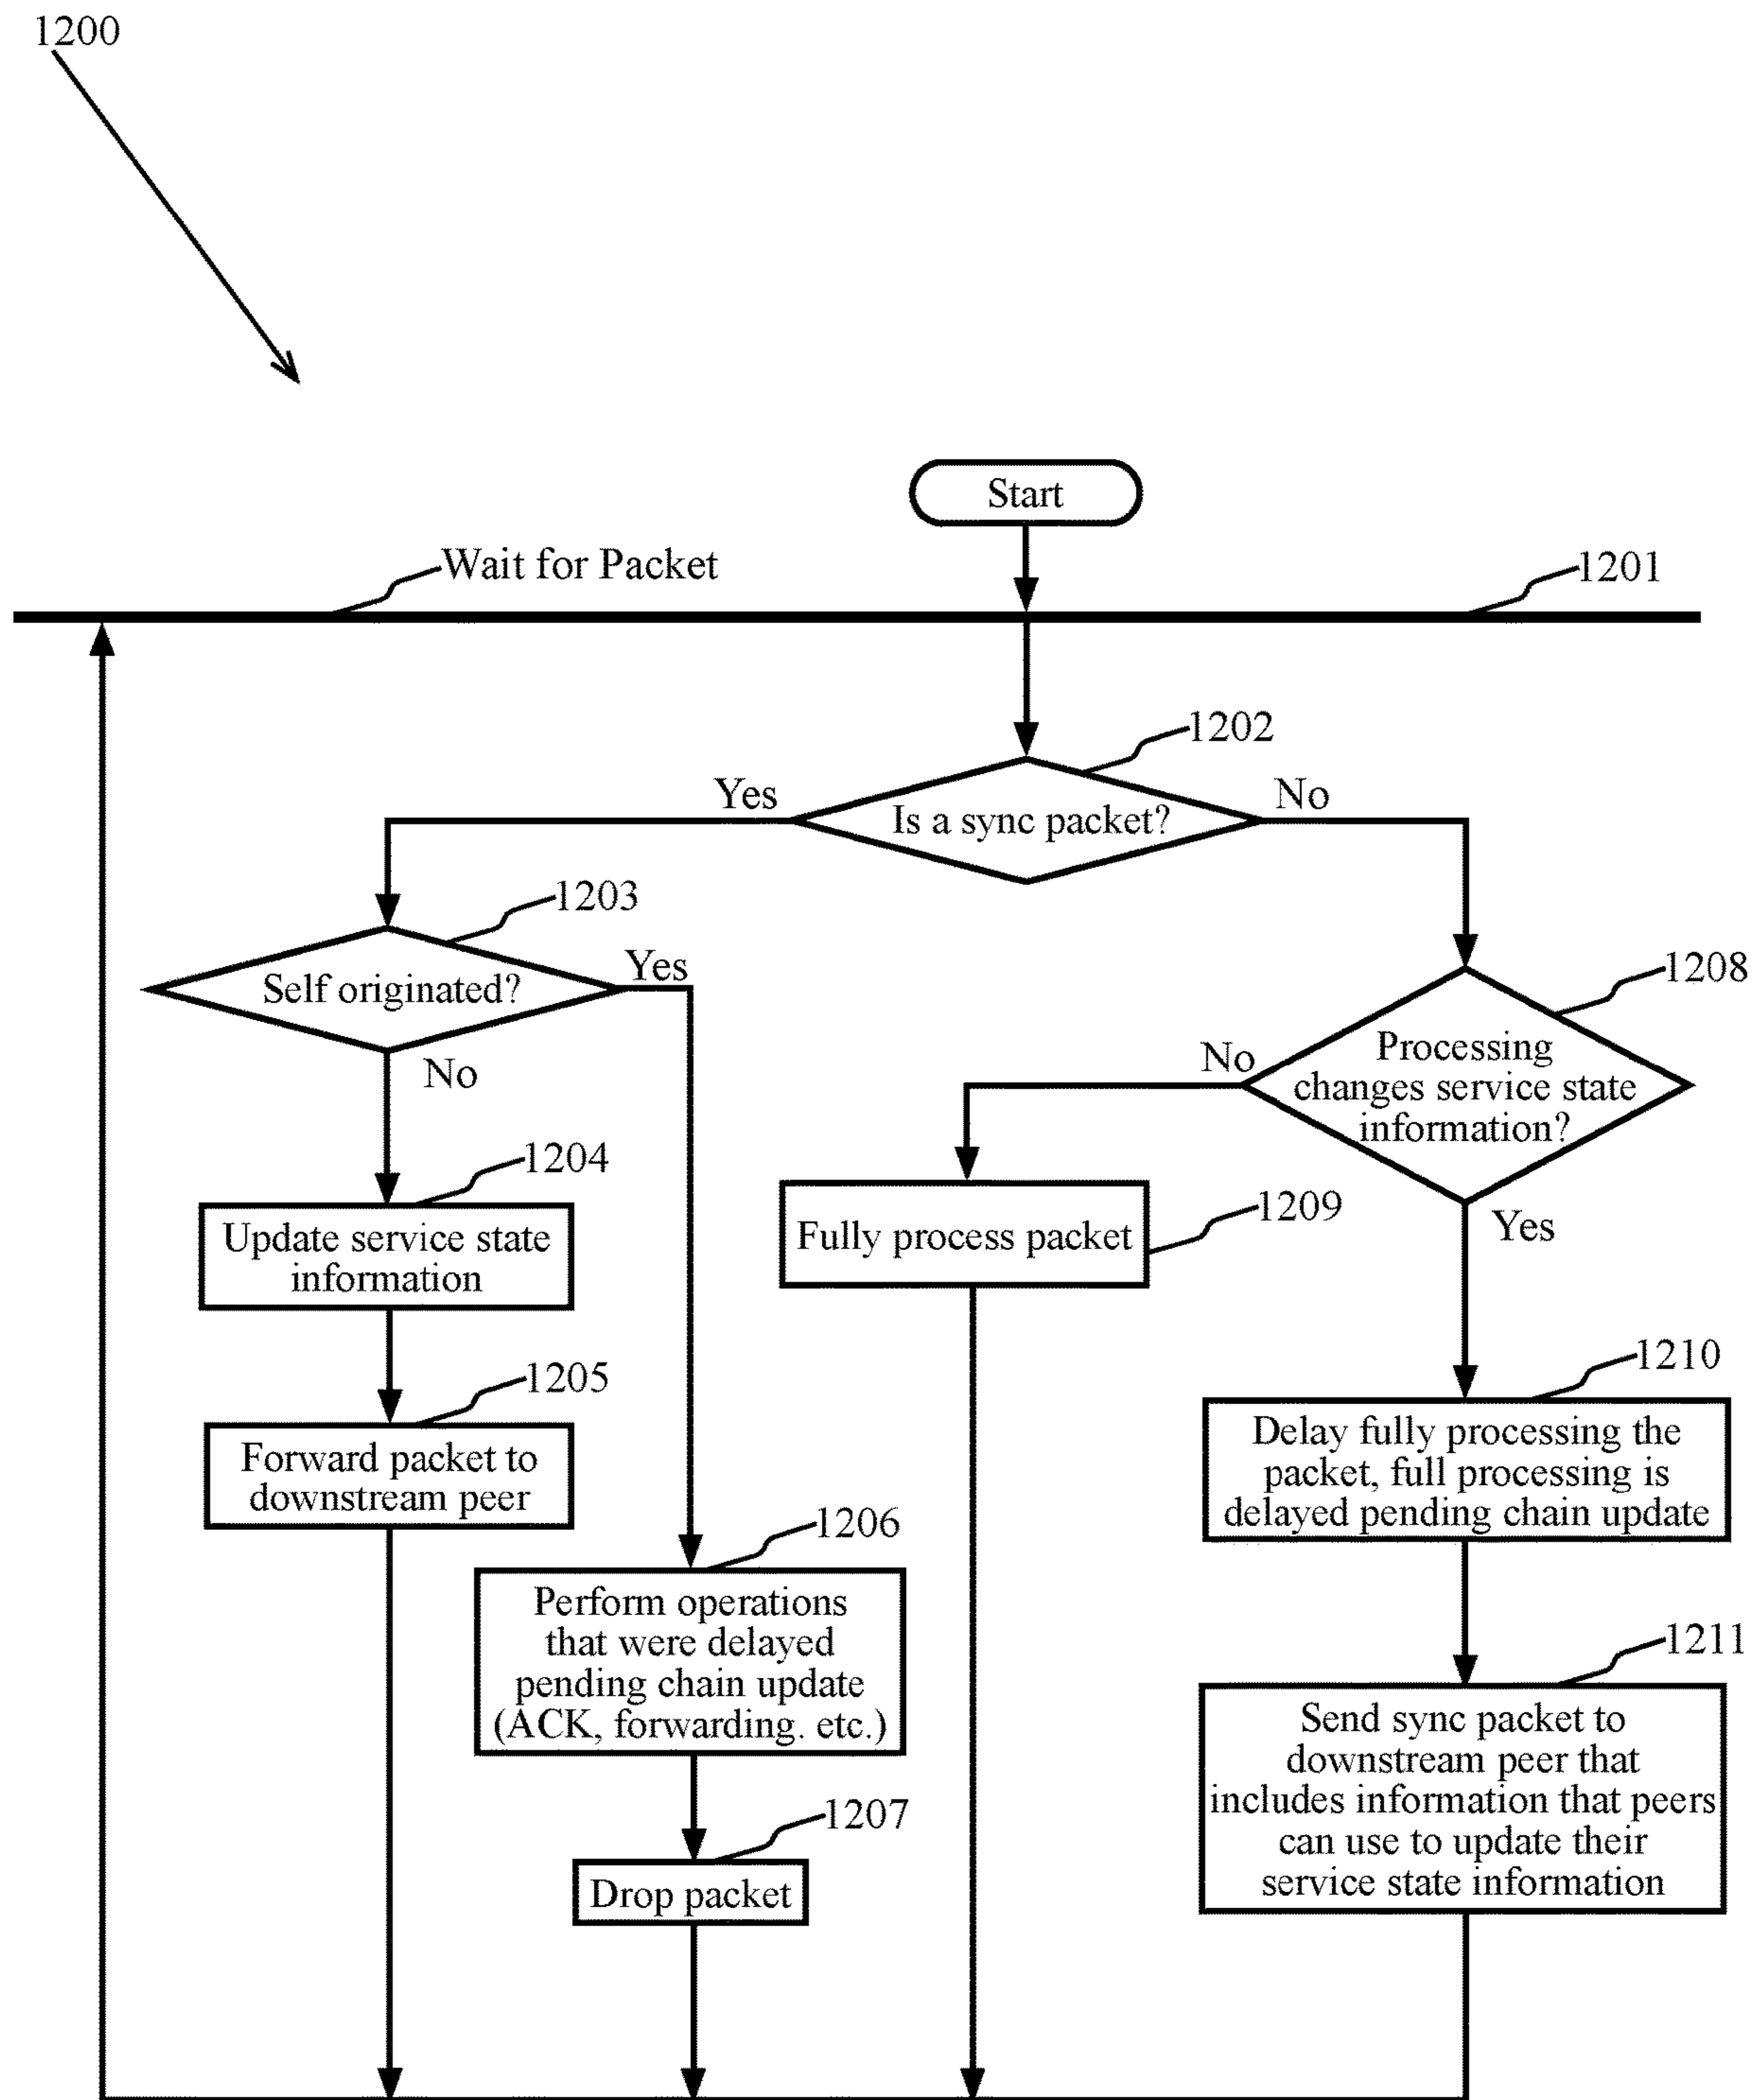 1200
Start
Wait for Packet
1201
1202
Yes
Is a sync packet?
No
1203
Self originated?
Yes
No
1208
Processing
changes service state
information?
No
Yes
1204
Update service state
information
1209
Fully process packet
1205
Forward packet to
downstream peer
1210
Delay fully processing the
packet, full processing is
delayed pending chain update
1206
Perform operations
that were delayed
pending chain update
(ACK, forwarding. etc.)
1211
Send sync packet to
downstream peer that
includes information that peers
can use to update their
service state information
1207
Drop packet